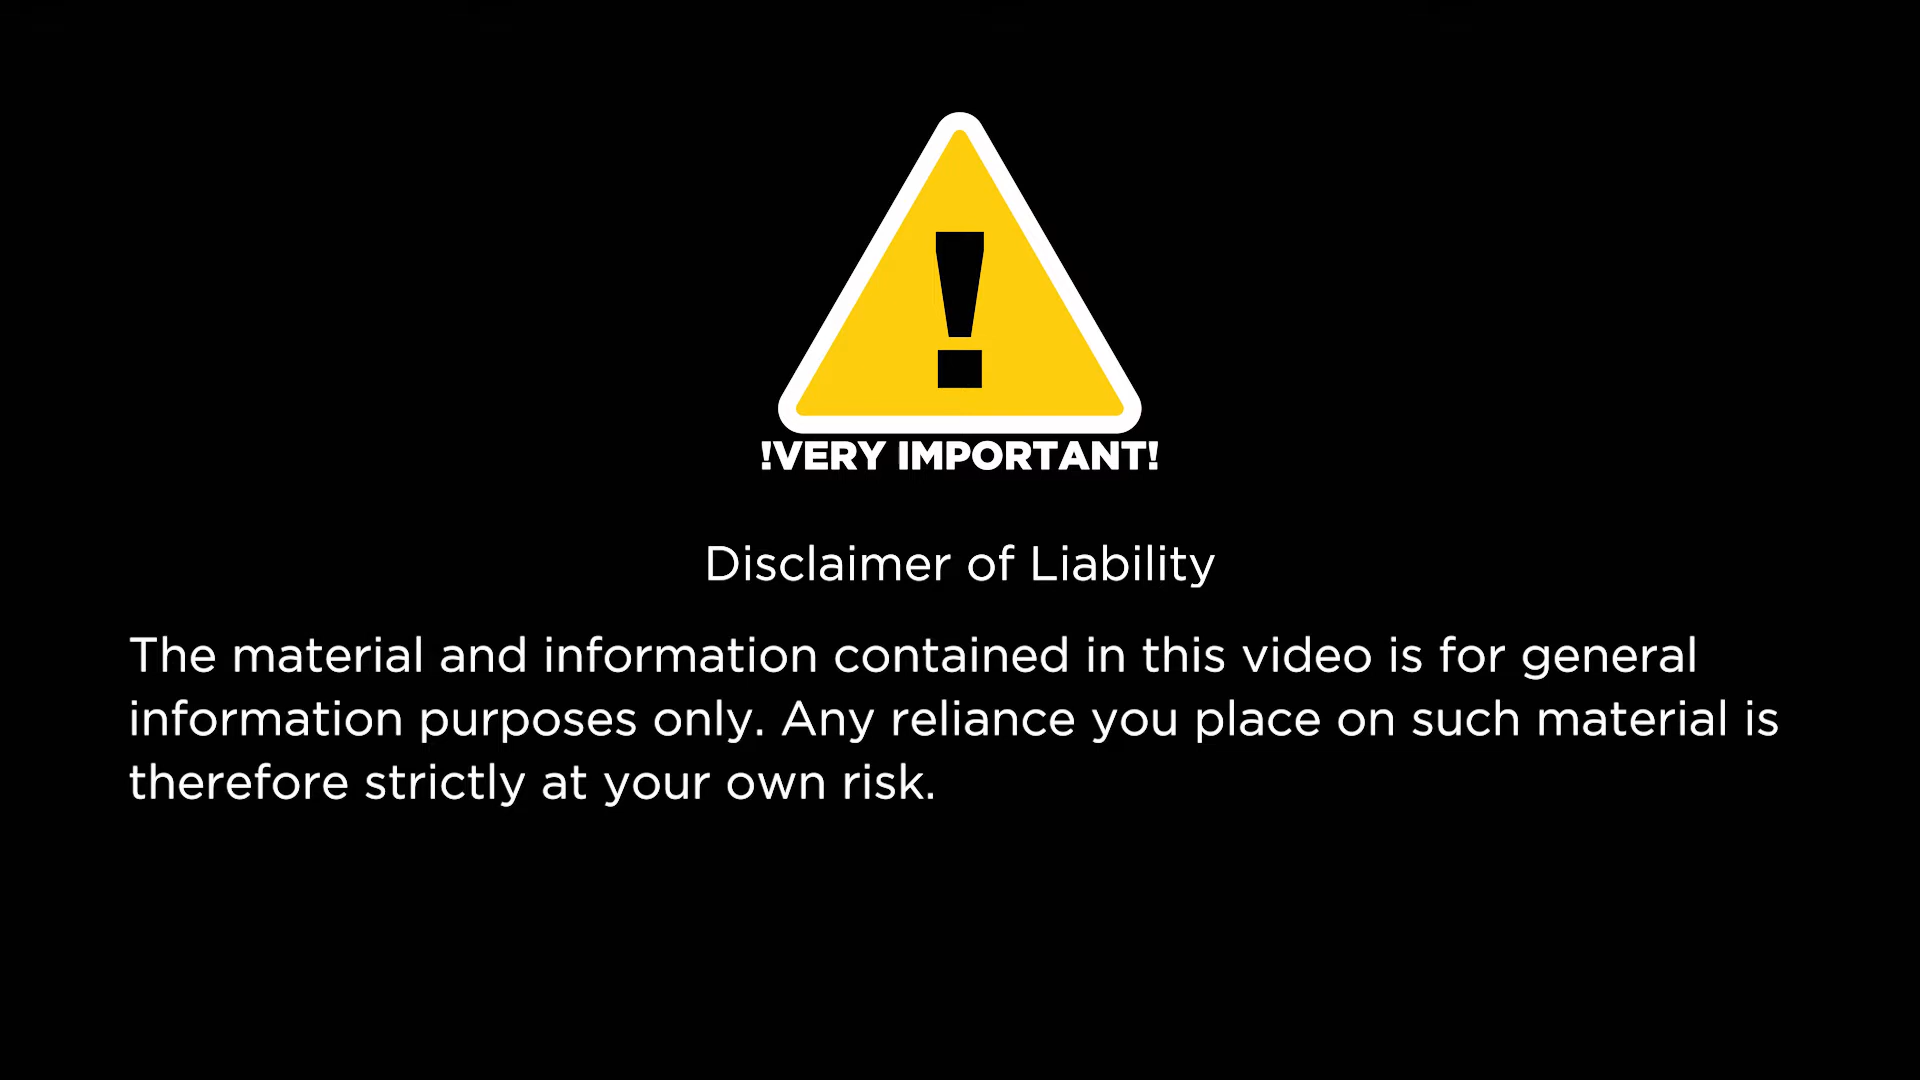 !
!VERY IMPORTANT!
Disclaimer of Liability
The material and information contained in this video is for general
information purposes only. Any reliance you place on such material is
therefore strictly at your own risk.